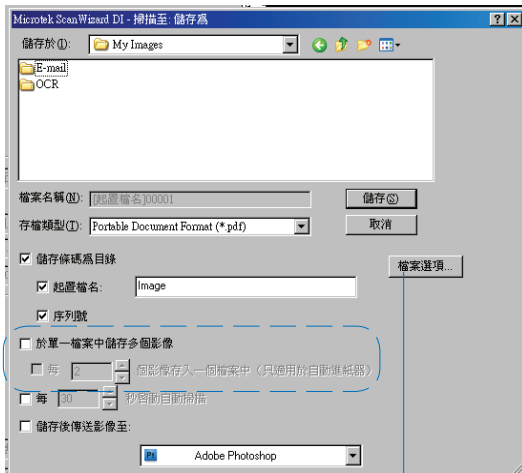 Microtek ScanWizard DI - 掃描至: 儲存為
儲存於(I): My Images
E-mail
OCR
檔案名稱(N): [起置檔名]00001 儲存(S)
存檔類型(T): Portable Document Format (*.pdf) 取消
儲存條碼為目錄 檔案選項...
起置檔名: Image
序列號
於單一檔案中儲存多個影像
每 2 個影像存入一個檔案中（只適用於自動進紙器）
每 30 秒啓動自動掃描
儲存後傳送影像至:
Ps Adobe Photoshop